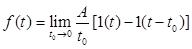 f(t) = lim_{t₀→0} A/t₀ [1(t)−1(t−t₀)]